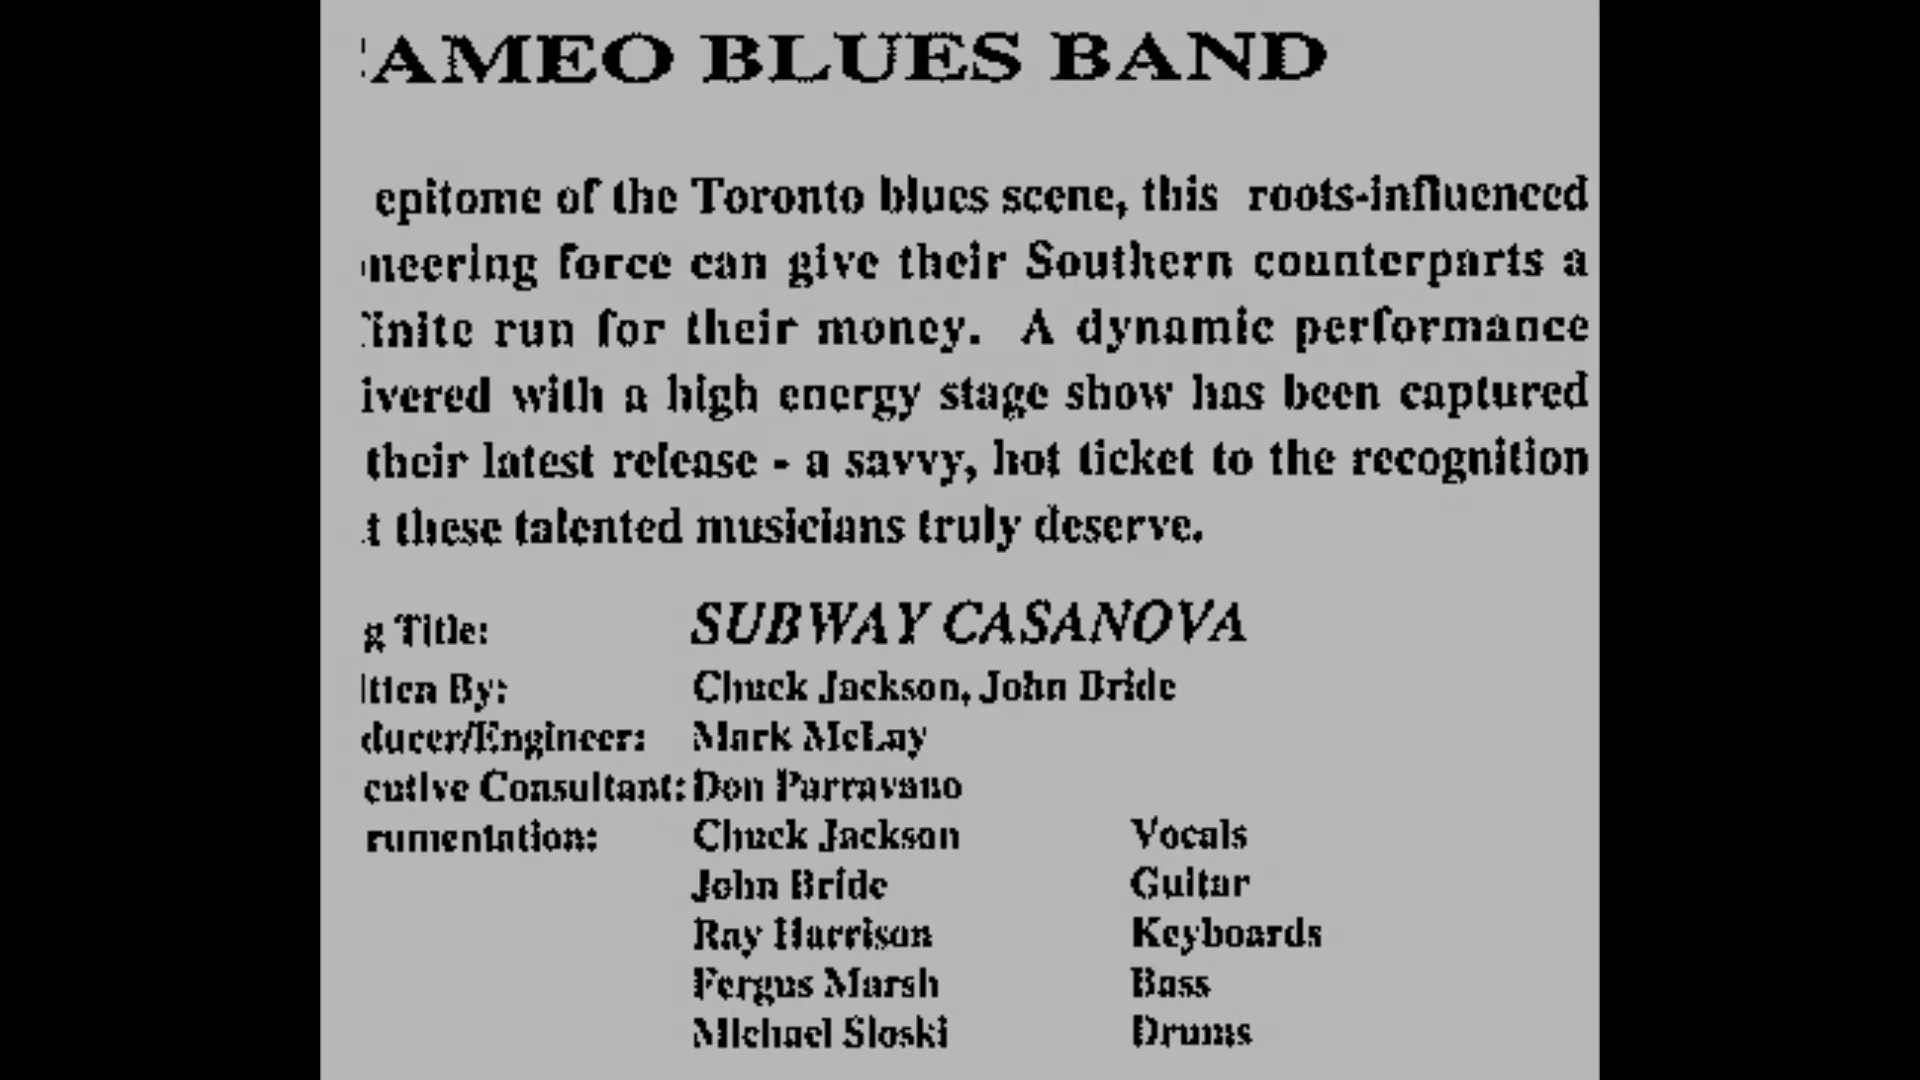 AMEO BLUES BAND
epitome of the Toronto blues scene, this roots-influenced
neering force can give their Southern counterparts a
inite run for their money. A dynamic performance
ivered with a high energy stage show has been captured
their latest release - a savvy, hot ticket to the recognition
t these talented musicians truly deserve.
g Title: SUBWAY CASANOVA
tten By: Chuck Jackson, John Bride
ducer/Engineer: Mark McLay
cutive Consultant: Don Parravano
rumentation: Chuck Jackson Vocals
John Bride Guitar
Ray Harrison Keyboards
Fergus Marsh Bass
Michael Sloski Drums